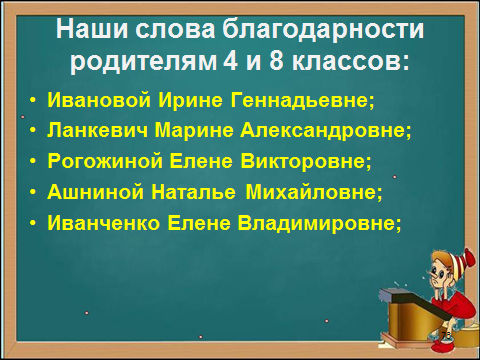 Наши слова благодарности
родителям 4 и 8 классов:
• Ивановой Ирине Геннадьевне;
• Ланкевич Марине Александровне;
• Рогожиной Елене Викторовне;
• Ашниной Наталье Михайловне;
• Иванченко Елене Владимировне;